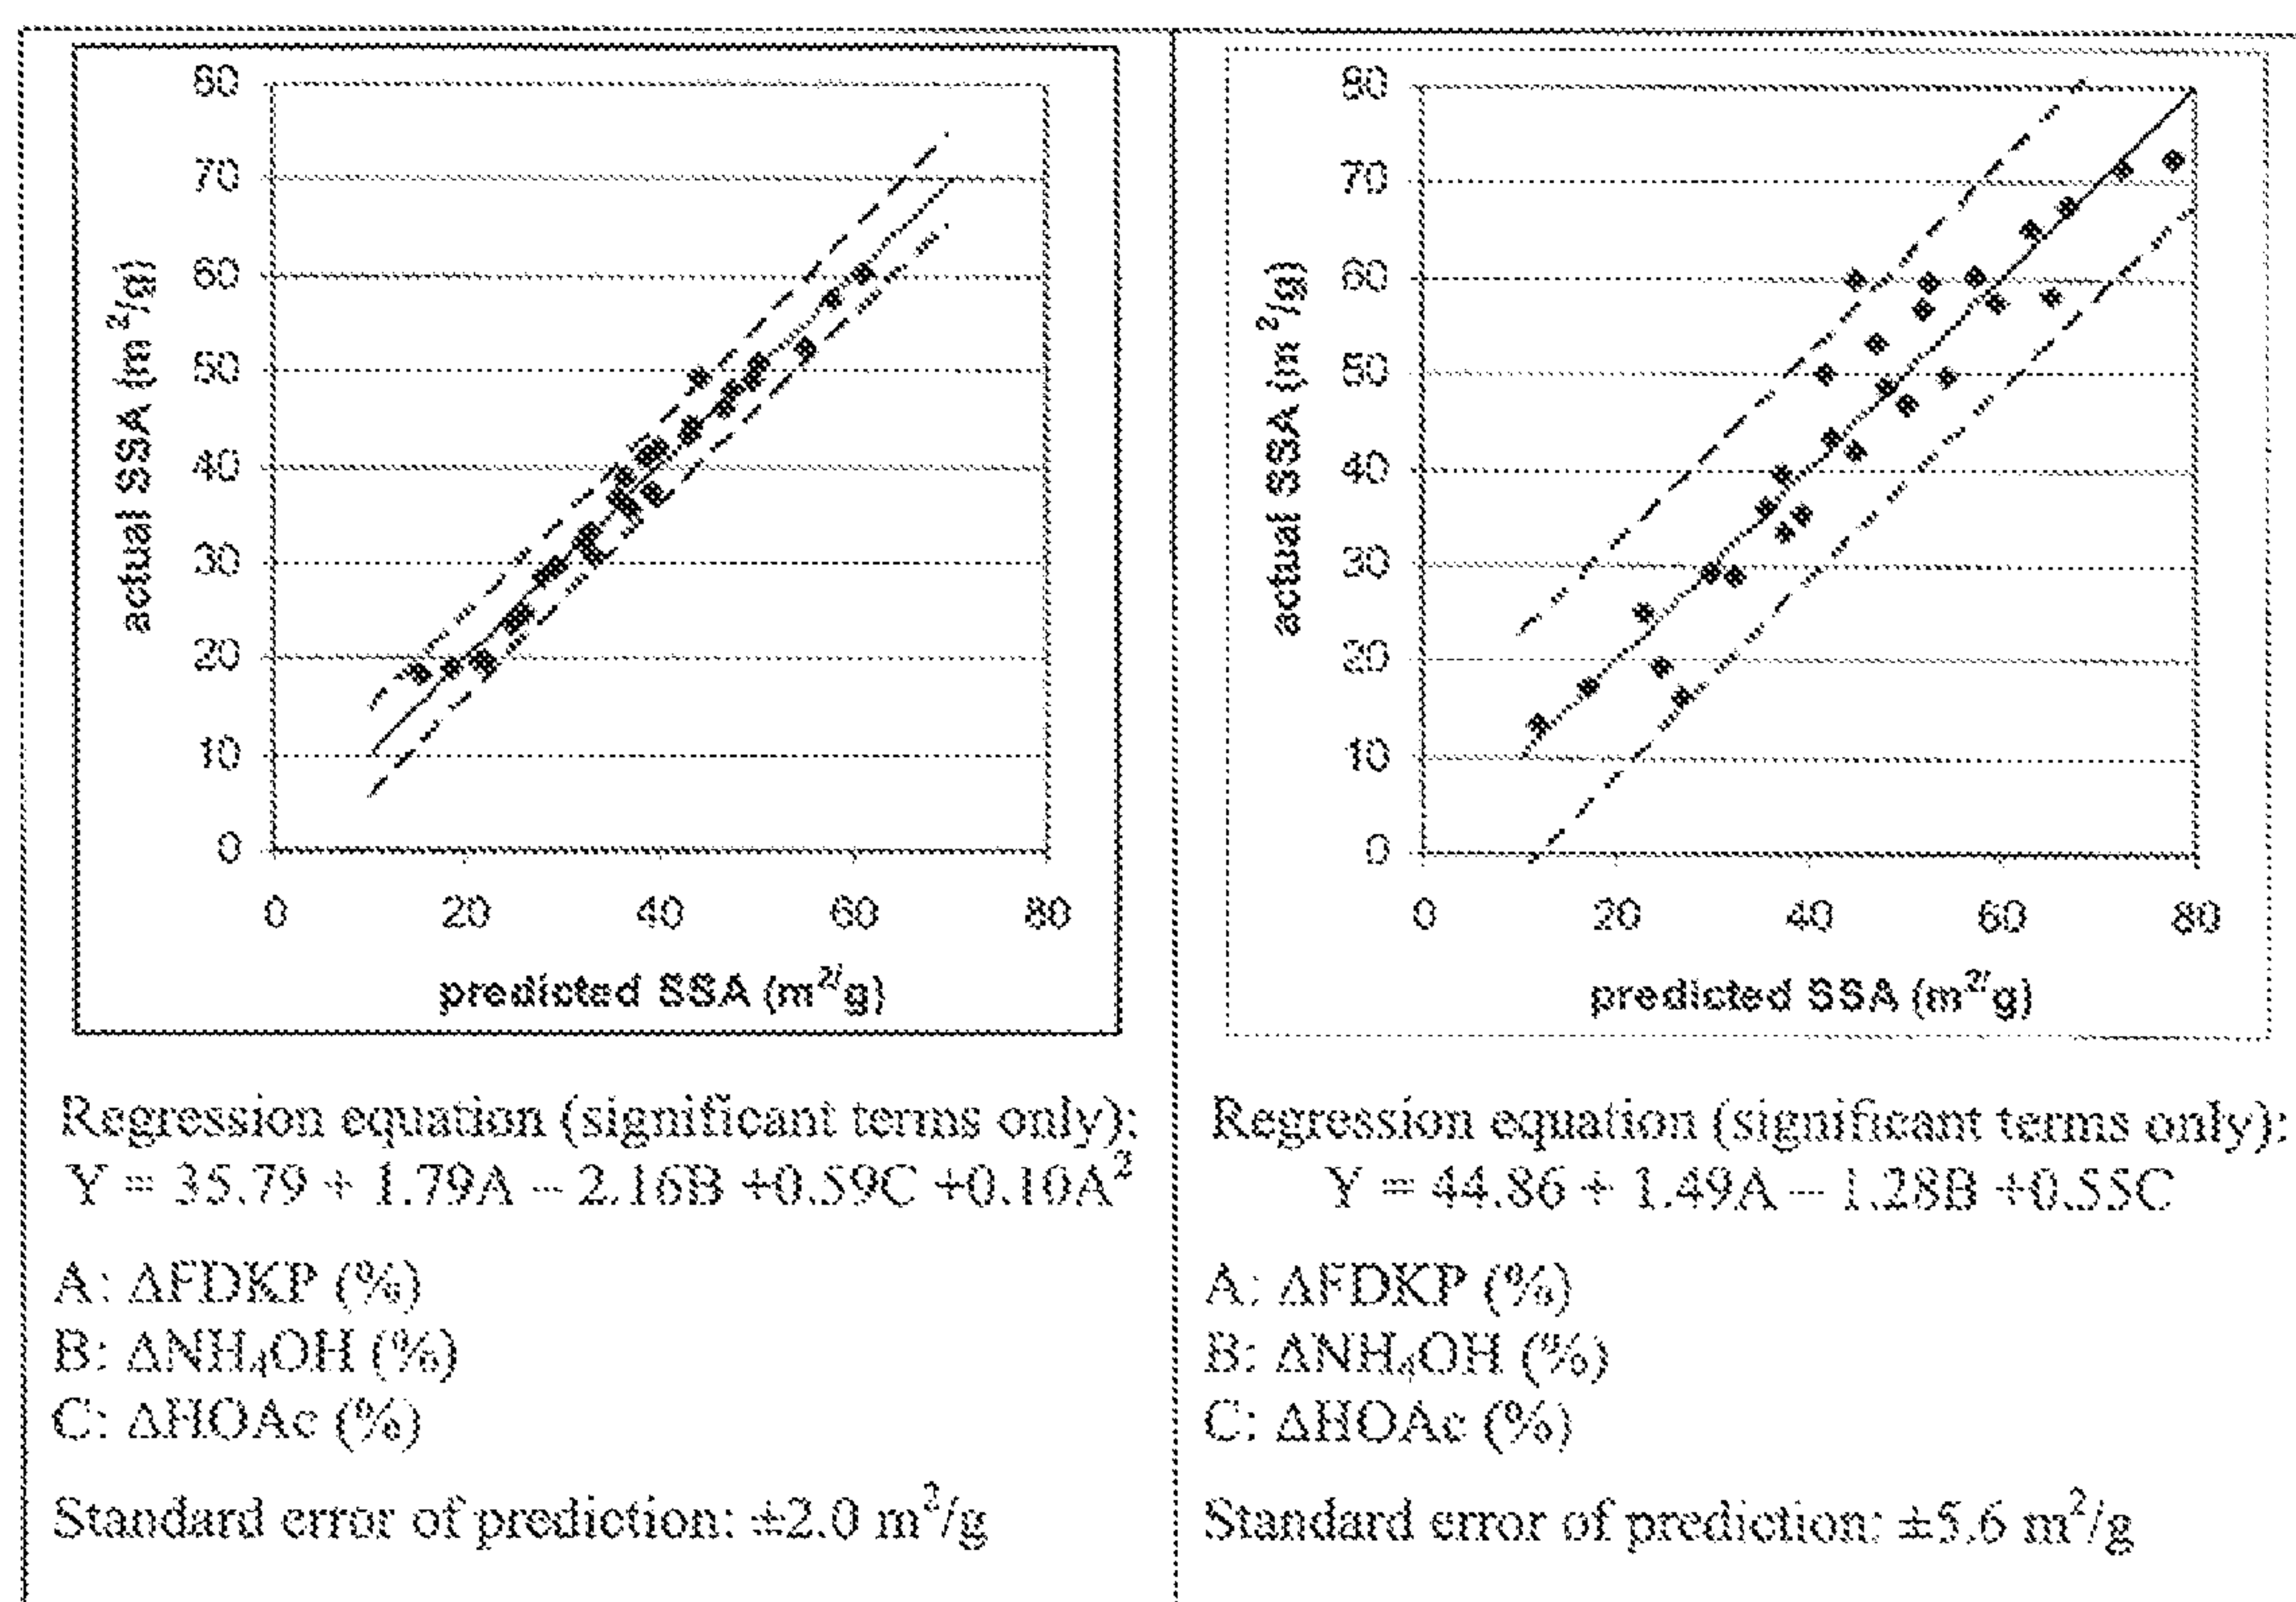 80
70
60
50
40
30
20
10
0
0 20 40 60 80
actual SSA (m²/g)
predicted SSA (m²/g)
Regression equation (significant terms only):
Y = 35.79 + 1.79A – 2.16B +0.59C +0.10A²
A: ΔFDKP (%)
B: ΔNH₄OH (%)
C: ΔHOAc (%)
Standard error of prediction: ±2.0 m²/g
80
70
60
50
40
30
20
10
0
0 20 40 60 80
actual SSA (m²/g)
predicted SSA (m²/g)
Regression equation (significant terms only):
Y = 44.86 + 1.49A – 1.28B +0.55C
A: ΔFDKP (%)
B: ΔNH₄OH (%)
C: ΔHOAc (%)
Standard error of prediction: ±5.6 m²/g